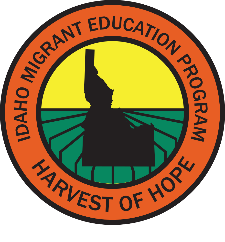 IDAHO MIGRANT EDUCATION PROGRAM
HARVEST OF HOPE